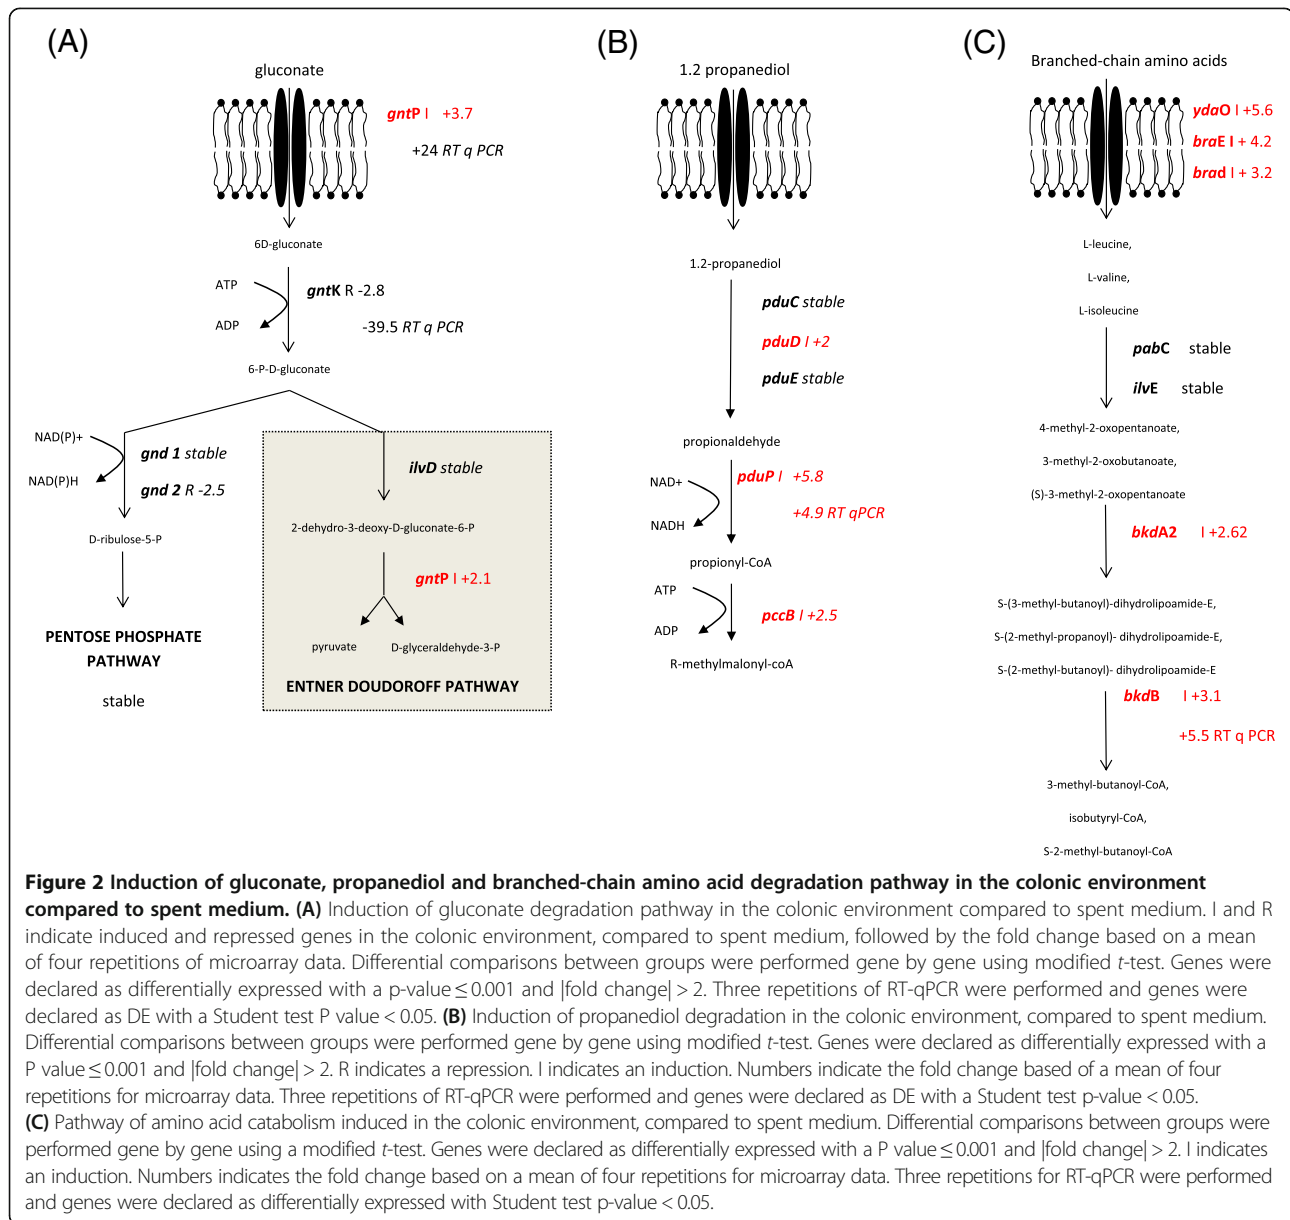 (A)
gluconate
gntP I +3.7
+24 RT q PCR
6D-gluconate
ATP
gntK R -2.8
ADP
-39.5 RT q PCR
6-P-D-gluconate
NAD(P)+
gnd 1 stable
NAD(P)H
gnd 2 R -2.5
D-ribulose-5-P
PENTOSE PHOSPHATE
PATHWAY
stable
ilvD stable
2-dehydro-3-deoxy-D-gluconate-6-P
gntP I +2.1
pyruvate
D-glyceraldehyde-3-P
ENTNER DOUDOROFF PATHWAY
(B)
1.2 propanediol
1.2-propanediol
pduC stable
pduD I +2
pduE stable
propionaldehyde
NAD+
pduP I +5.8
NADH
+4.9 RT qPCR
propionyl-CoA
ATP
pccB I +2.5
ADP
R-methylmalonyl-coA
(C)
Branched-chain amino acids
ydaO I +5.6
braE I + 4.2
brad I + 3.2
L-leucine,
L-valine,
L-isoleucine
pabC stable
ilvE stable
4-methyl-2-oxopentanoate,
3-methyl-2-oxobutanoate,
(S)-3-methyl-2-oxopentanoate
bkdA2 I +2.62
S-(3-methyl-butanoyl)-dihydrolipoamide-E,
S-(2-methyl-propanoyl)- dihydrolipoamide-E,
S-(2-methyl-butanoyl)- dihydrolipoamide-E
bkdB I +3.1
+5.5 RT q PCR
3-methyl-butanoyl-CoA,
isobutyryl-CoA,
S-2-methyl-butanoyl-CoA
Figure 2 Induction of gluconate, propanediol and branched-chain amino acid degradation pathway in the colonic environment
compared to spent medium. (A) Induction of gluconate degradation pathway in the colonic environment compared to spent medium. I and R
indicate induced and repressed genes in the colonic environment, compared to spent medium, followed by the fold change based on a mean
of four repetitions of microarray data. Differential comparisons between groups were performed gene by gene using modified t-test. Genes were
declared as differentially expressed with a p-value ≤ 0.001 and |fold change| > 2. Three repetitions of RT-qPCR were performed and genes were
declared as DE with a Student test P value < 0.05. (B) Induction of propanediol degradation in the colonic environment, compared to spent medium.
Differential comparisons between groups were performed gene by gene using modified t-test. Genes were declared as differentially expressed with a
P value ≤ 0.001 and |fold change| > 2. R indicates a repression. I indicates an induction. Numbers indicate the fold change based of a mean of four
repetitions for microarray data. Three repetitions of RT-qPCR were performed and genes were declared as DE with a Student test p-value < 0.05.
(C) Pathway of amino acid catabolism induced in the colonic environment, compared to spent medium. Differential comparisons between groups were
performed gene by gene using a modified t-test. Genes were declared as differentially expressed with a P value ≤ 0.001 and |fold change| > 2. I indicates
an induction. Numbers indicates the fold change based on a mean of four repetitions for microarray data. Three repetitions for RT-qPCR were performed
and genes were declared as differentially expressed with Student test p-value < 0.05.